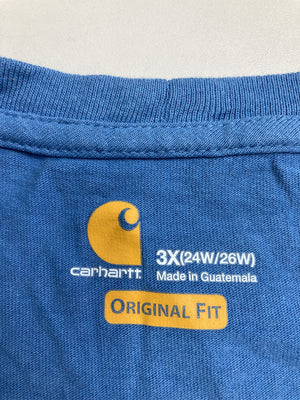 3X(24W/26W)
carhartt Made in Guatemala
ORIGINAL FIT